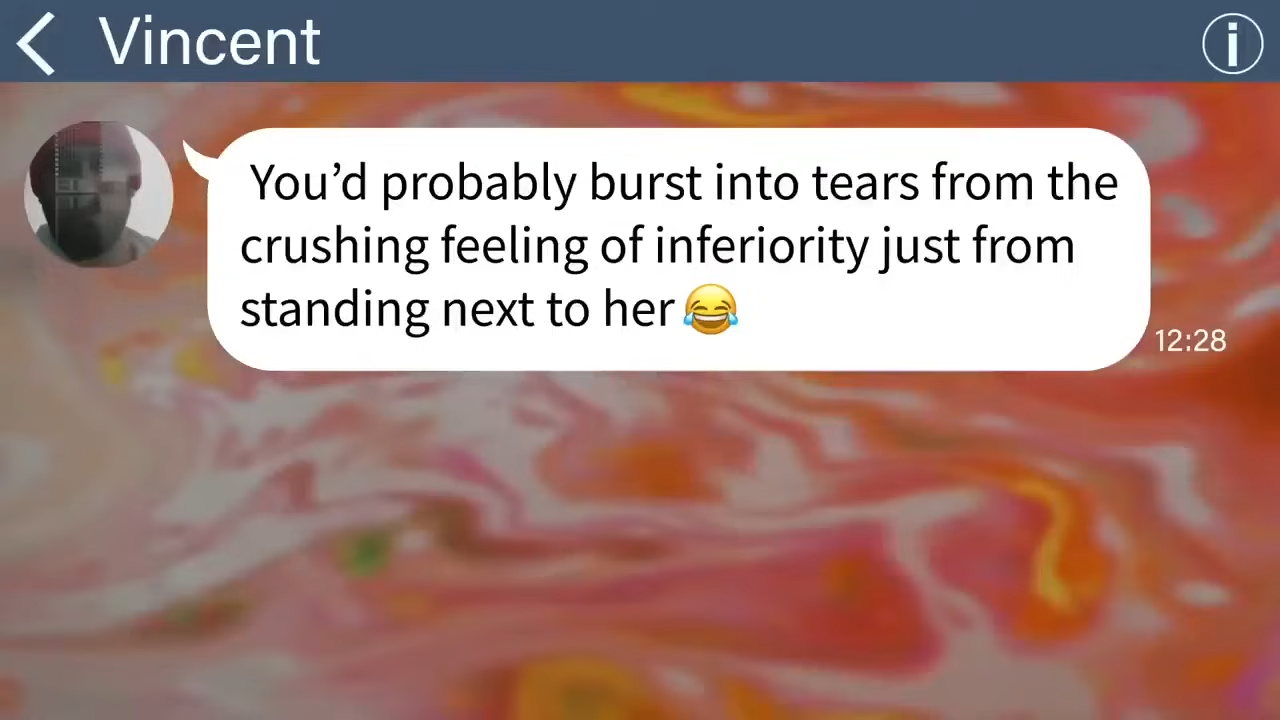 Vincent
You’d probably burst into tears from the
crushing feeling of inferiority just from
standing next to her 😂
12:28